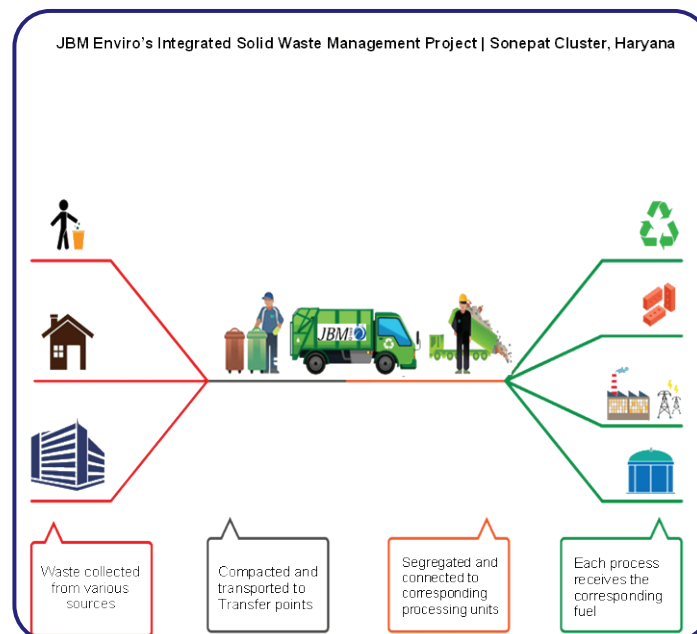 JBM Enviro's Integrated Solid Waste Management Project | Sonepat Cluster, Haryana
JBM
Waste collected
from various
sources
Compacted and
transported to
Transfer points
Segregated and
connected to
corresponding
processing units
Each process
receives the
corresponding
fuel